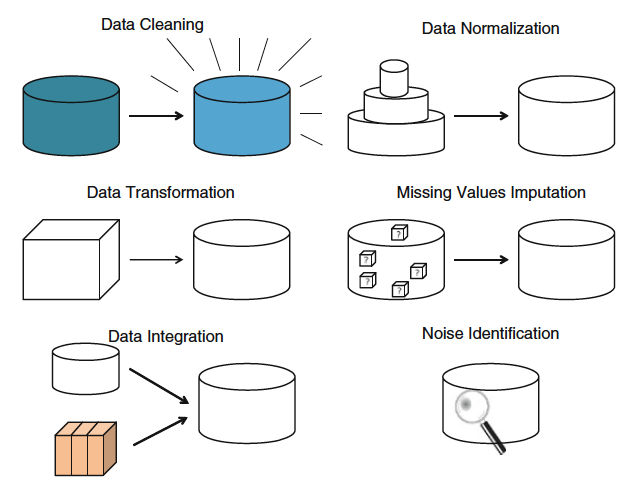 Data Cleaning
Data Normalization
Data Transformation
Missing Values Imputation
?
?
?
?
?
Data Integration
Noise Identification